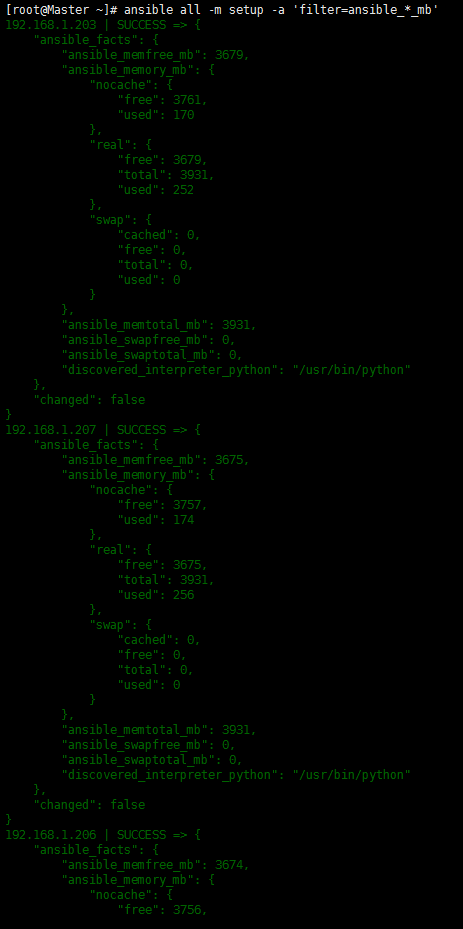 [root@Master ~]# ansible all -m setup -a 'filter=ansible_*_mb'
192.168.1.203 | SUCCESS => {
    "ansible_facts": {
        "ansible_memfree_mb": 3679,
        "ansible_memory_mb": {
            "nocache": {
                "free": 3761,
                "used": 170
            },
            "real": {
                "free": 3679,
                "total": 3931,
                "used": 252
            },
            "swap": {
                "cached": 0,
                "free": 0,
                "total": 0,
                "used": 0
            }
        },
        "ansible_memtotal_mb": 3931,
        "ansible_swapfree_mb": 0,
        "ansible_swaptotal_mb": 0,
        "discovered_interpreter_python": "/usr/bin/python"
    },
    "changed": false
}
192.168.1.207 | SUCCESS => {
    "ansible_facts": {
        "ansible_memfree_mb": 3675,
        "ansible_memory_mb": {
            "nocache": {
                "free": 3757,
                "used": 174
            },
            "real": {
                "free": 3675,
                "total": 3931,
                "used": 256
            },
            "swap": {
                "cached": 0,
                "free": 0,
                "total": 0,
                "used": 0
            }
        },
        "ansible_memtotal_mb": 3931,
        "ansible_swapfree_mb": 0,
        "ansible_swaptotal_mb": 0,
        "discovered_interpreter_python": "/usr/bin/python"
    },
    "changed": false
}
192.168.1.206 | SUCCESS => {
    "ansible_facts": {
        "ansible_memfree_mb": 3674,
        "ansible_memory_mb": {
            "nocache": {
                "free": 3756,